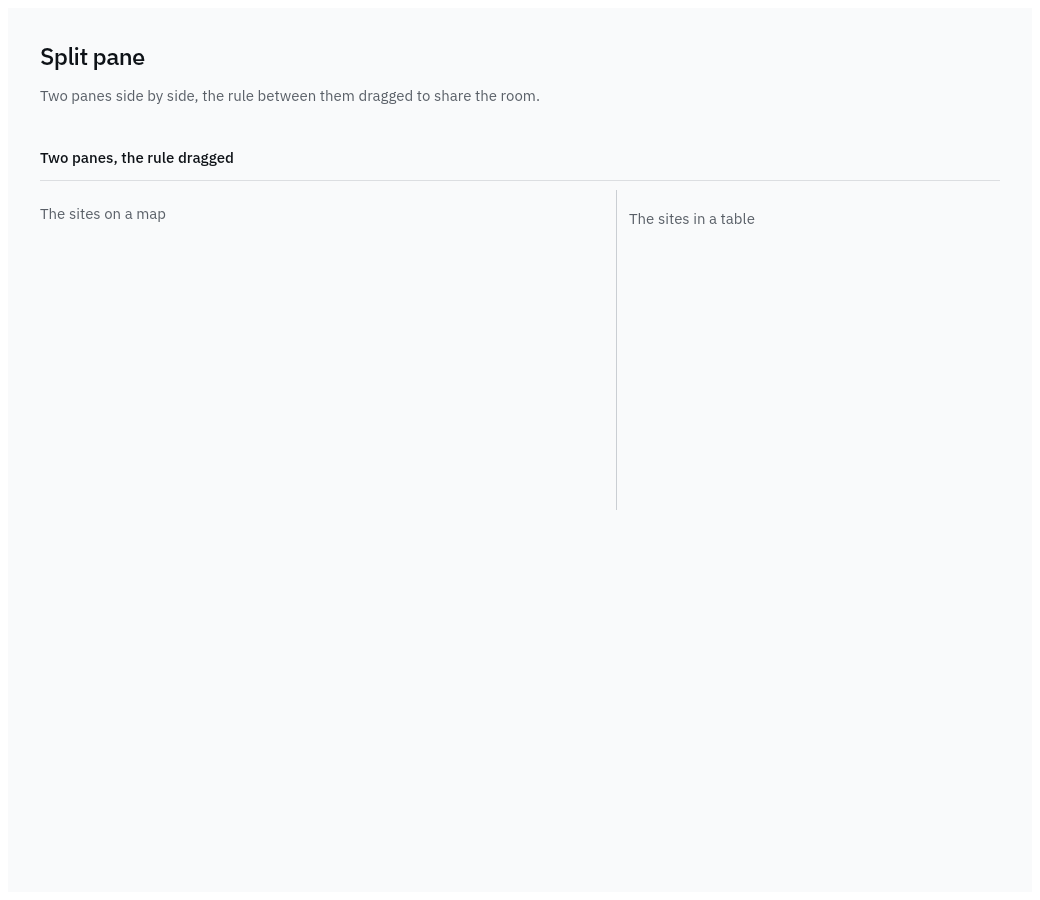 Split pane
Two panes side by side, the rule between them dragged to share the room.
Two panes, the rule dragged
The sites on a map
The sites in a table